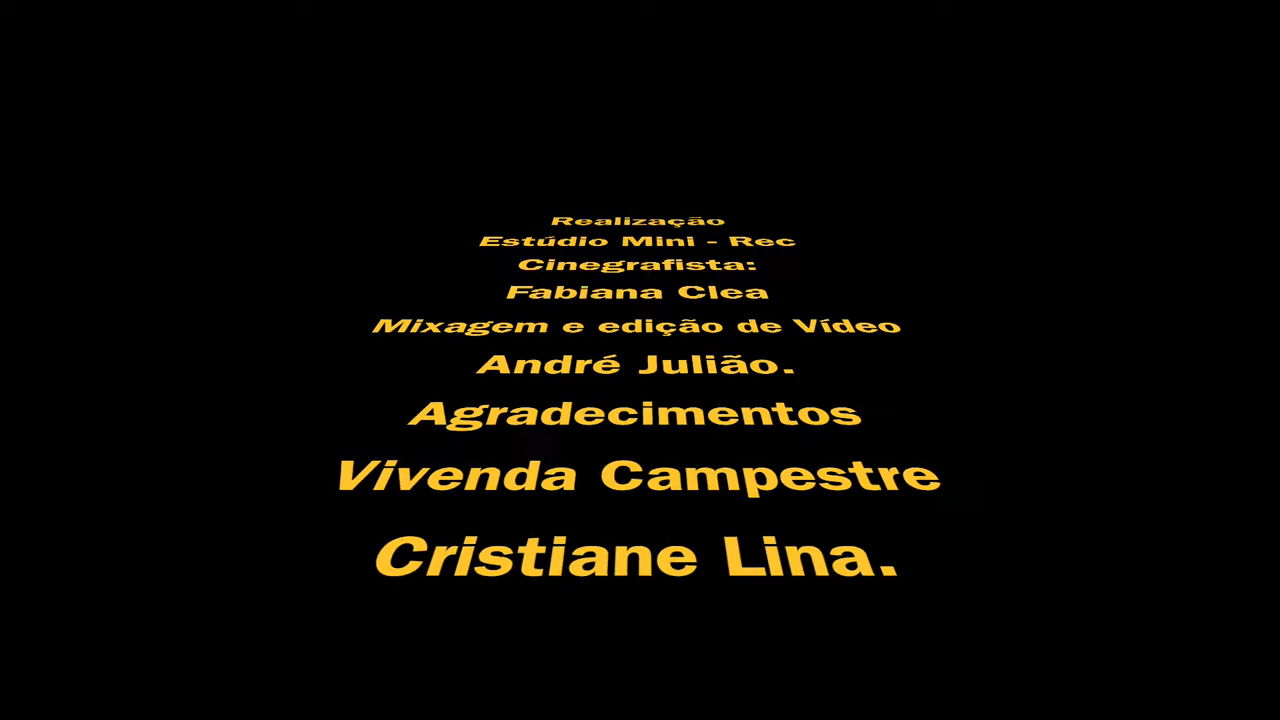 Realização
Estúdio Mini - Rec
Cinegrafista:
Fabiana Clea
Mixagem e edição de Vídeo
André Julião.
Agradecimentos
Vivenda Campestre
Cristiane Lina.